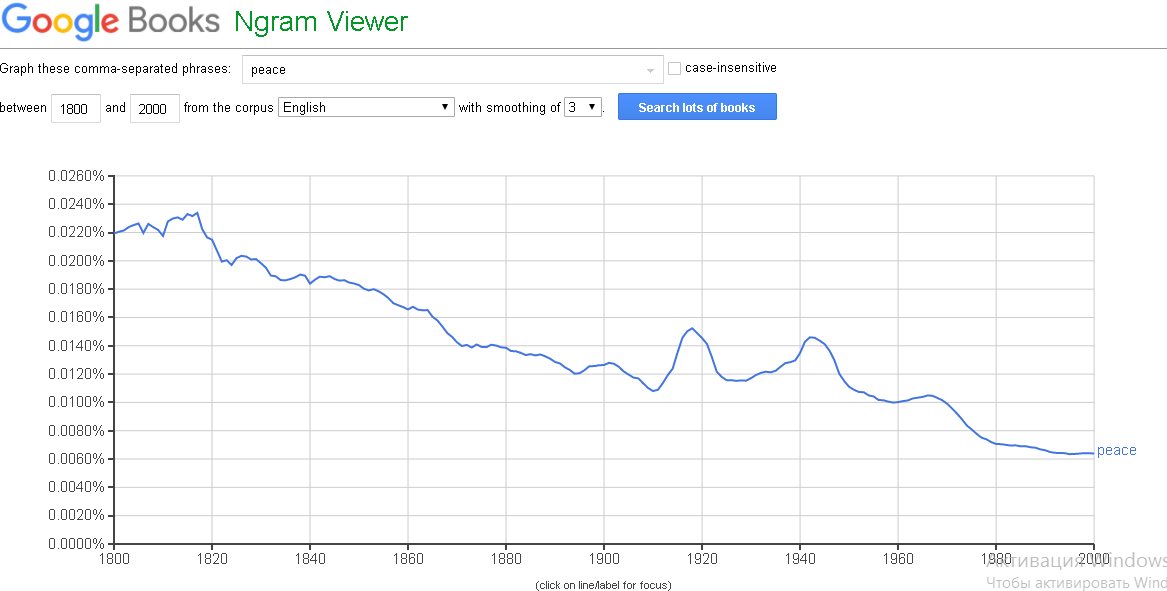 Google Books Ngram Viewer
Graph these comma-separated phrases: peace case-insensitive
between 1800 and 2000 from the corpus English with smoothing of 3 .
Search lots of books
0.0260%
0.0240%
0.0220%
0.0200%
0.0180%
0.0160%
0.0140%
0.0120%
0.0100%
0.0080%
0.0060%
0.0040%
0.0020%
0.0000%
peace
1800 1820 1840 1860 1880 1900 1920 1940 1960 1980 2000
(click on line/label for focus)
Активация Windows
Чтобы активировать Wind